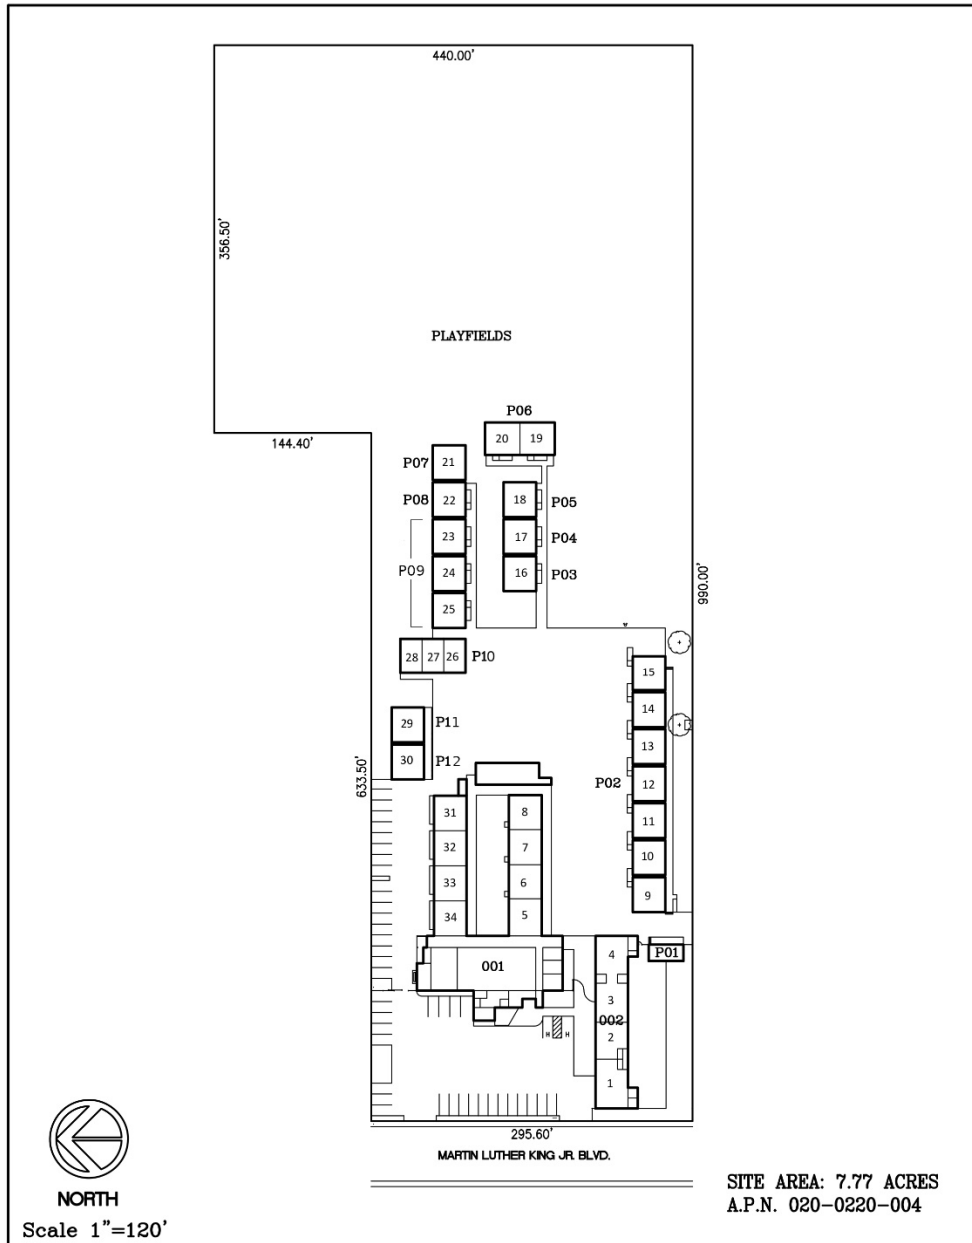 440.00'
356.50'
PLAYFIELDS
P06
144.40'
20
19
P07
21
P08
22
18
P05
23
17
P04
P09
24
16
P03
990.00'
25
28
27
26
P10
15
29
P11
14
13
30
P12
633.50'
P02
12
31
8
11
32
7
10
33
6
9
34
5
4
P01
001
3
002
H
H
2
1
295.60'
MARTIN LUTHER KING JR. BLVD.
NORTH
Scale 1"=120'
SITE AREA: 7.77 ACRES
A.P.N. 020-0220-004